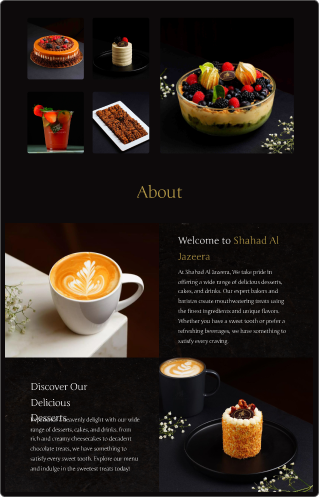 About
Welcome to Shahad Al
Jazeera
At Shahad Al Jazeera, We take pride in
offering a wide range of delicious desserts,
cakes, and drinks. Our expert bakers and
baristas create mouthwatering treats using
the finest ingredients and unique flavors.
Whether you have a sweet tooth or prefer a
refreshing beverages, we have something to
satisfy every craving.
Discover Our
Delicious
Desserts
heavenly delight with our wide
range of desserts, cakes, and drinks. From
rich and creamy cheesecakes to decadent
chocolate treats, we have something to
satisfy every sweet tooth. Explore our menu
and indulge in the sweetest treats today!